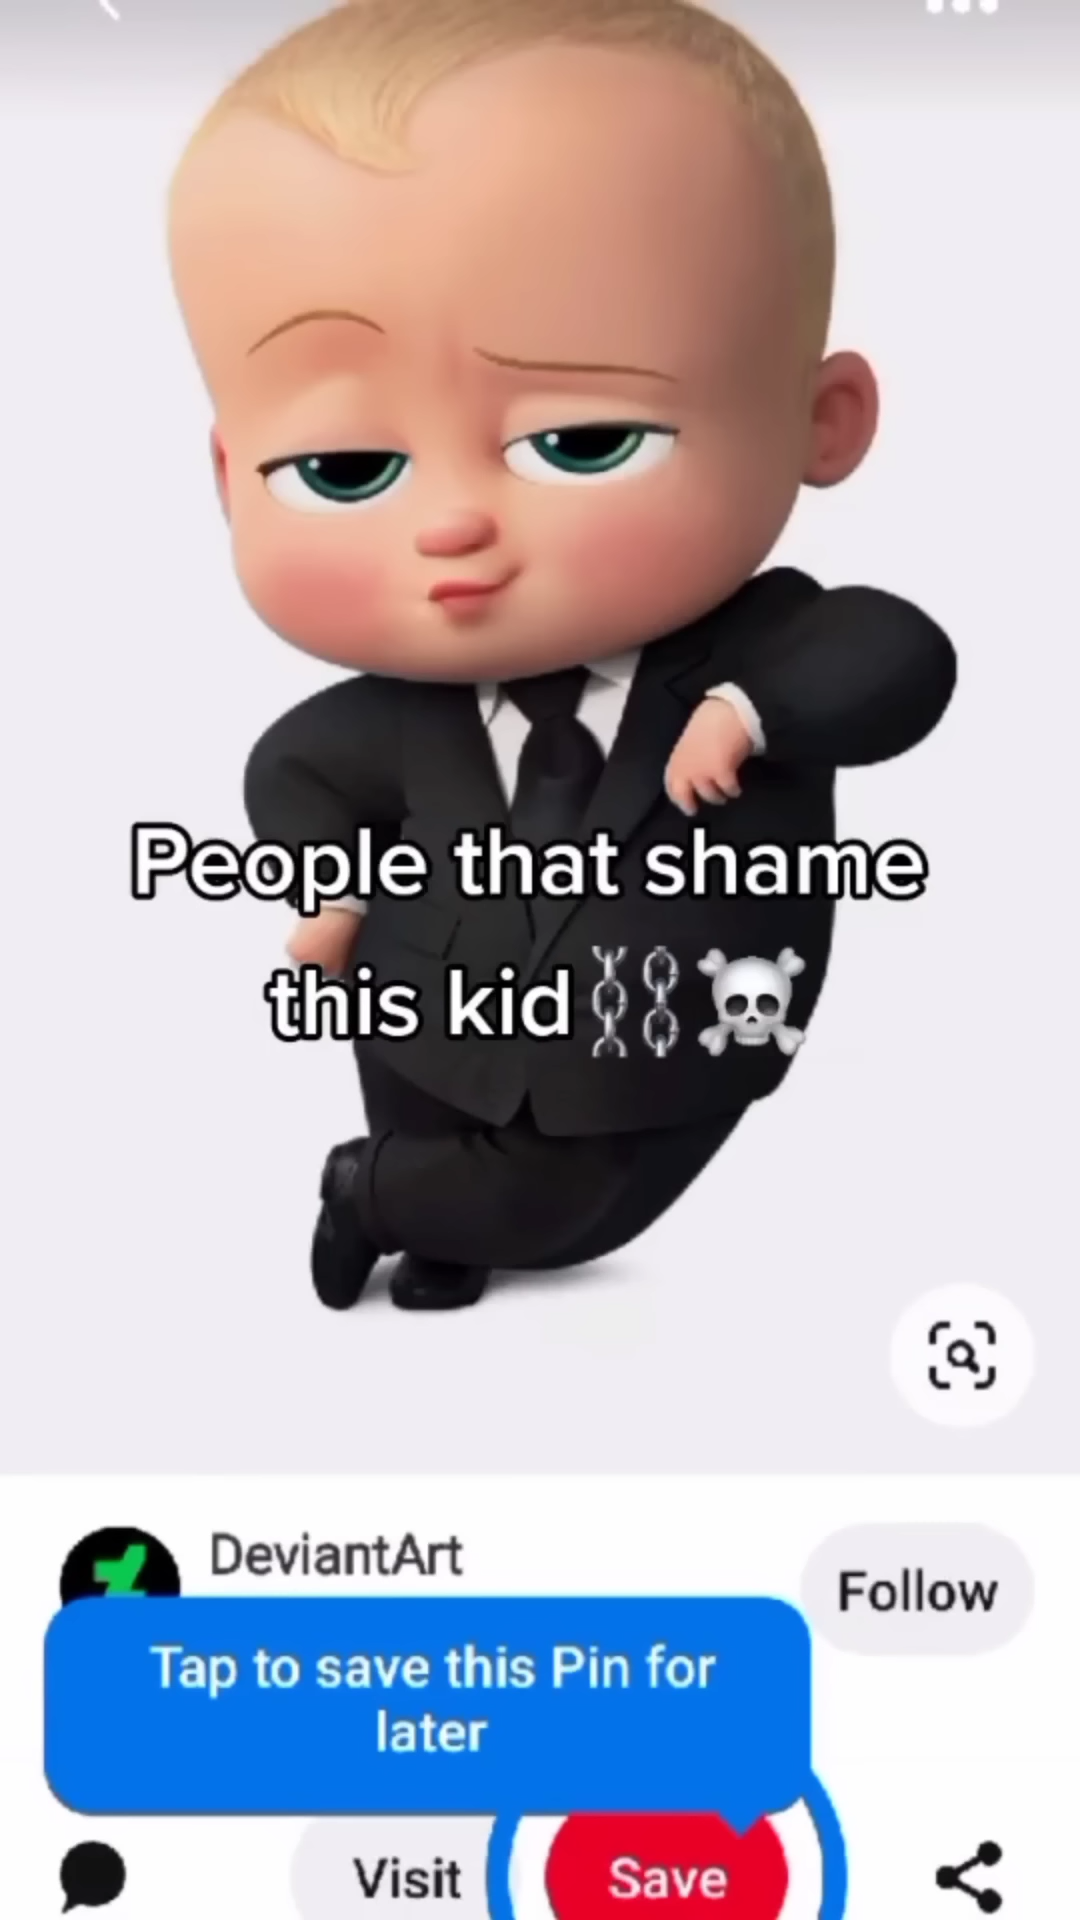 People that shame
this kid⛓️☠️
DeviantArt
Follow
Tap to save this Pin for
later
Visit
Save